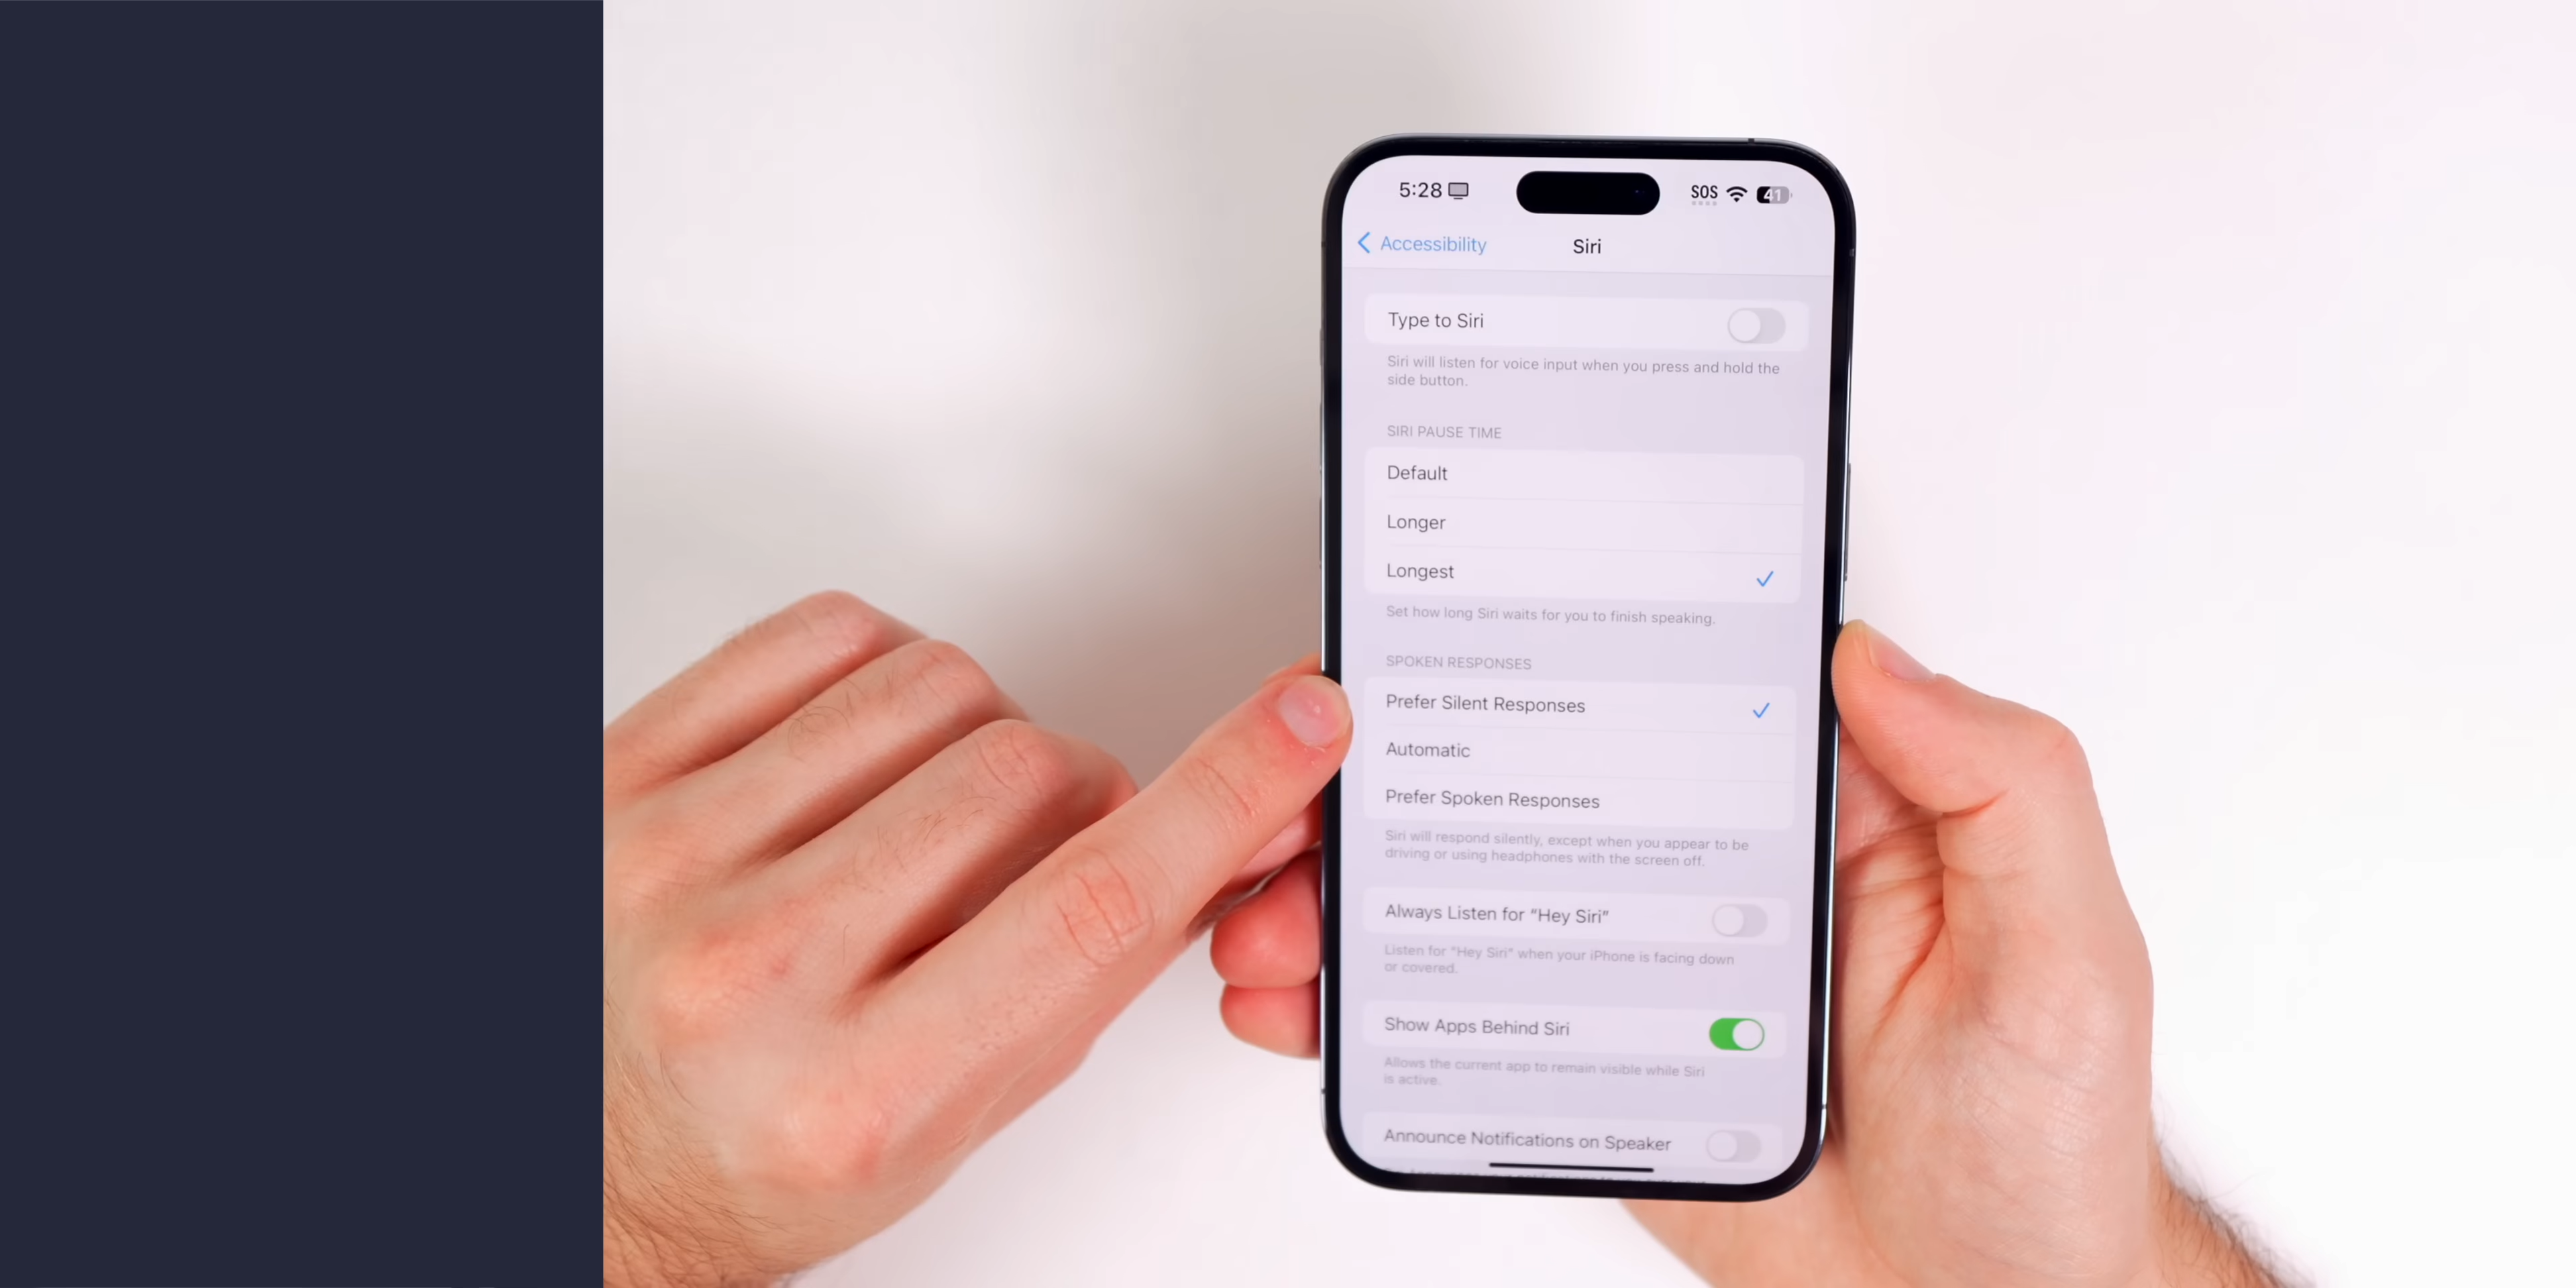 5:28
SOS
41
Accessibility
Siri
Type to Siri
Siri will listen for voice input when you press and hold the
side button.
SIRI PAUSE TIME
Default
Longer
Longest
Set how long Siri waits for you to finish speaking.
SPOKEN RESPONSES
Prefer Silent Responses
Automatic
Prefer Spoken Responses
Siri will respond silently, except when you appear to be
driving or using headphones with the screen off.
Always Listen for “Hey Siri”
Listen for “Hey Siri” when your iPhone is facing down
or covered.
Show Apps Behind Siri
Allows the current app to remain visible while Siri
is active.
Announce Notifications on Speaker